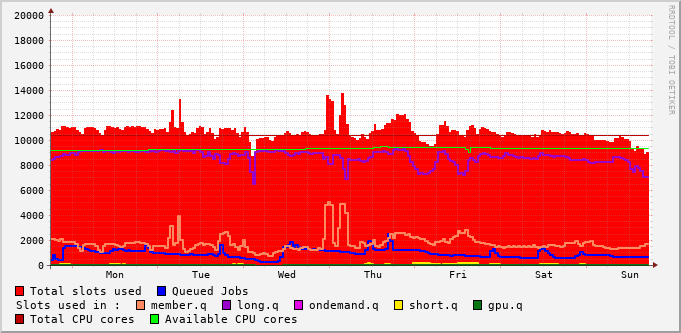 20000
18000
16000
14000
12000
10000
8000
6000
4000
2000
0
Mon Tue Wed Thu Fri Sat Sun
RRDTOOL / TOBI OETIKER
Total slots used Queued Jobs
Slots used in : member.q long.q ondemand.q short.q gpu.q
Total CPU cores Available CPU cores